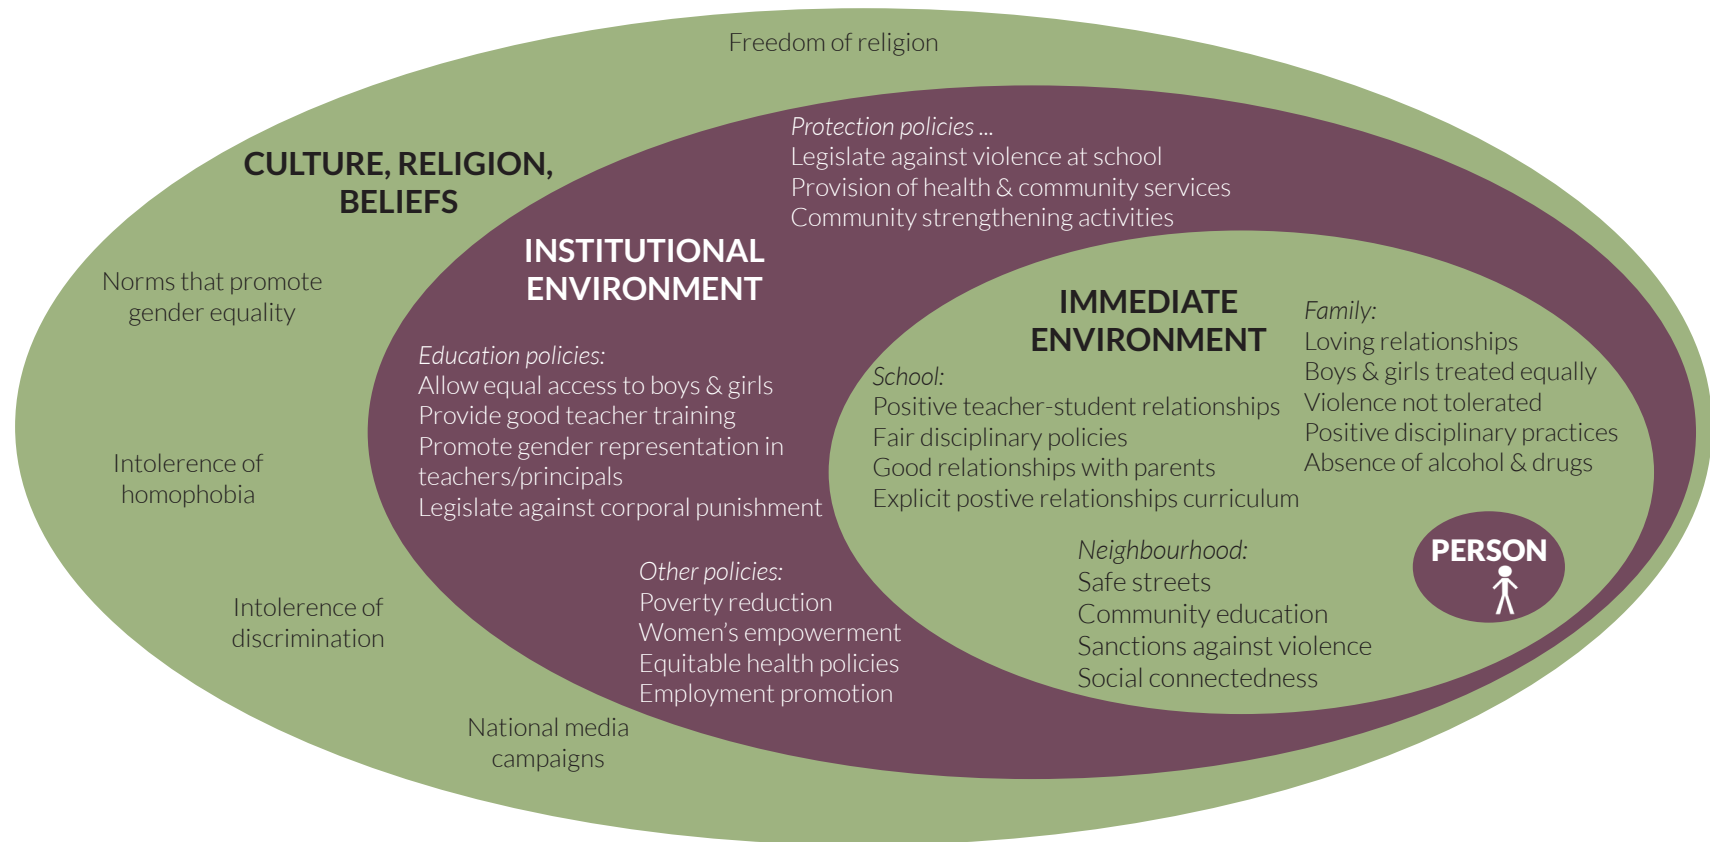 Freedom of religion
CULTURE, RELIGION,
BELIEFS
Norms that promote
gender equality
Intolerence of
homophobia
Intolerence of
discrimination
National media
campaigns
INSTITUTIONAL
ENVIRONMENT
Protection policies ...
Legislate against violence at school
Provision of health & community services
Community strengthening activities
Education policies:
Allow equal access to boys & girls
Provide good teacher training
Promote gender representation in
teachers/principals
Legislate against corporal punishment
Other policies:
Poverty reduction
Women’s empowerment
Equitable health policies
Employment promotion
IMMEDIATE
ENVIRONMENT
School:
Positive teacher-student relationships
Fair disciplinary policies
Good relationships with parents
Explicit postive relationships curriculum
Family:
Loving relationships
Boys & girls treated equally
Violence not tolerated
Positive disciplinary practices
Absence of alcohol & drugs
Neighbourhood:
Safe streets
Community education
Sanctions against violence
Social connectedness
PERSON